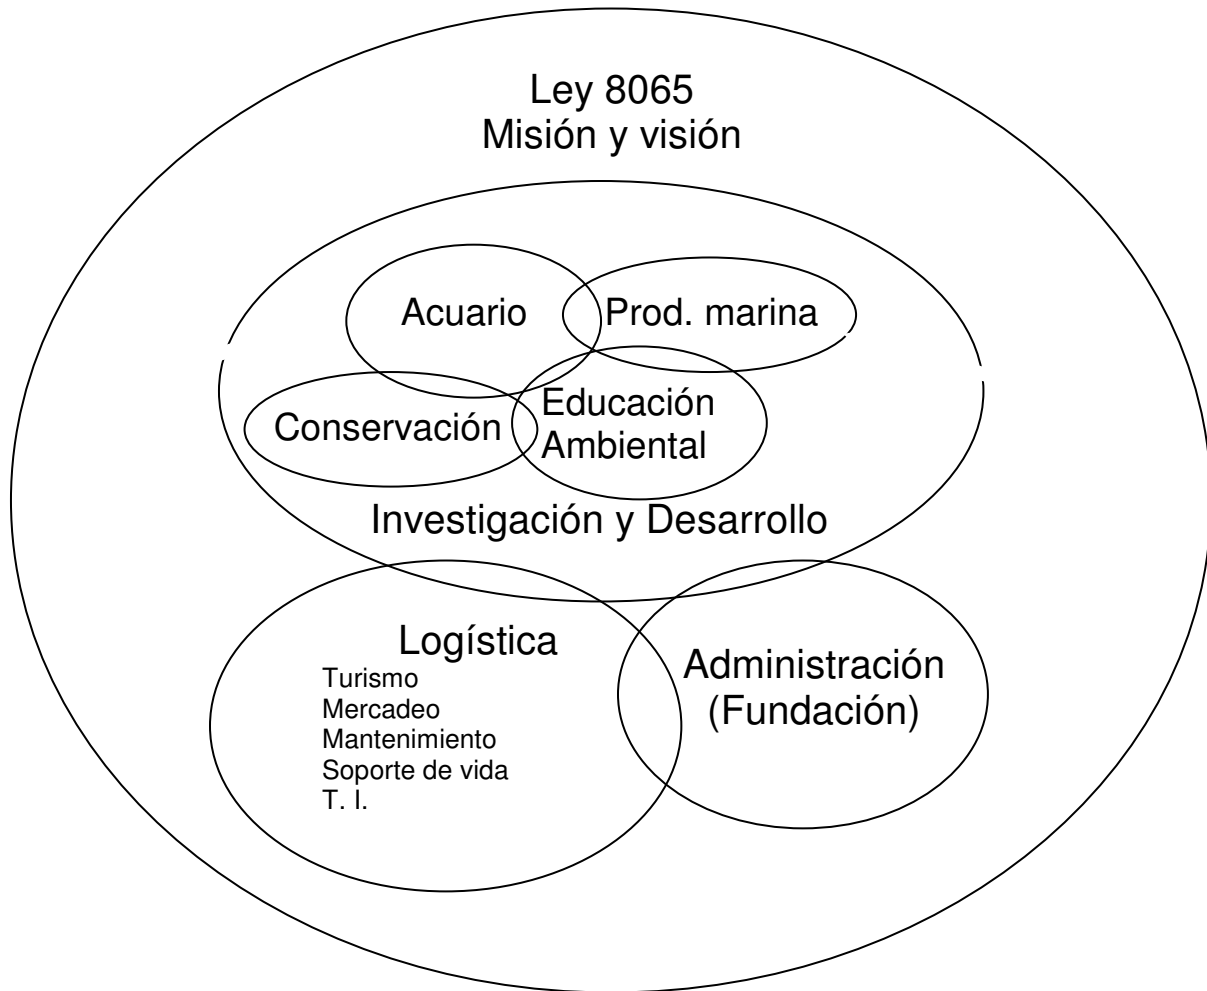 Ley 8065
Misión y visión
Acuario
Prod. marina
Conservación
Educación
Ambiental
Investigación y Desarrollo
Logística
Turismo
Mercadeo
Mantenimiento
Soporte de vida
T. I.
Administración
(Fundación)